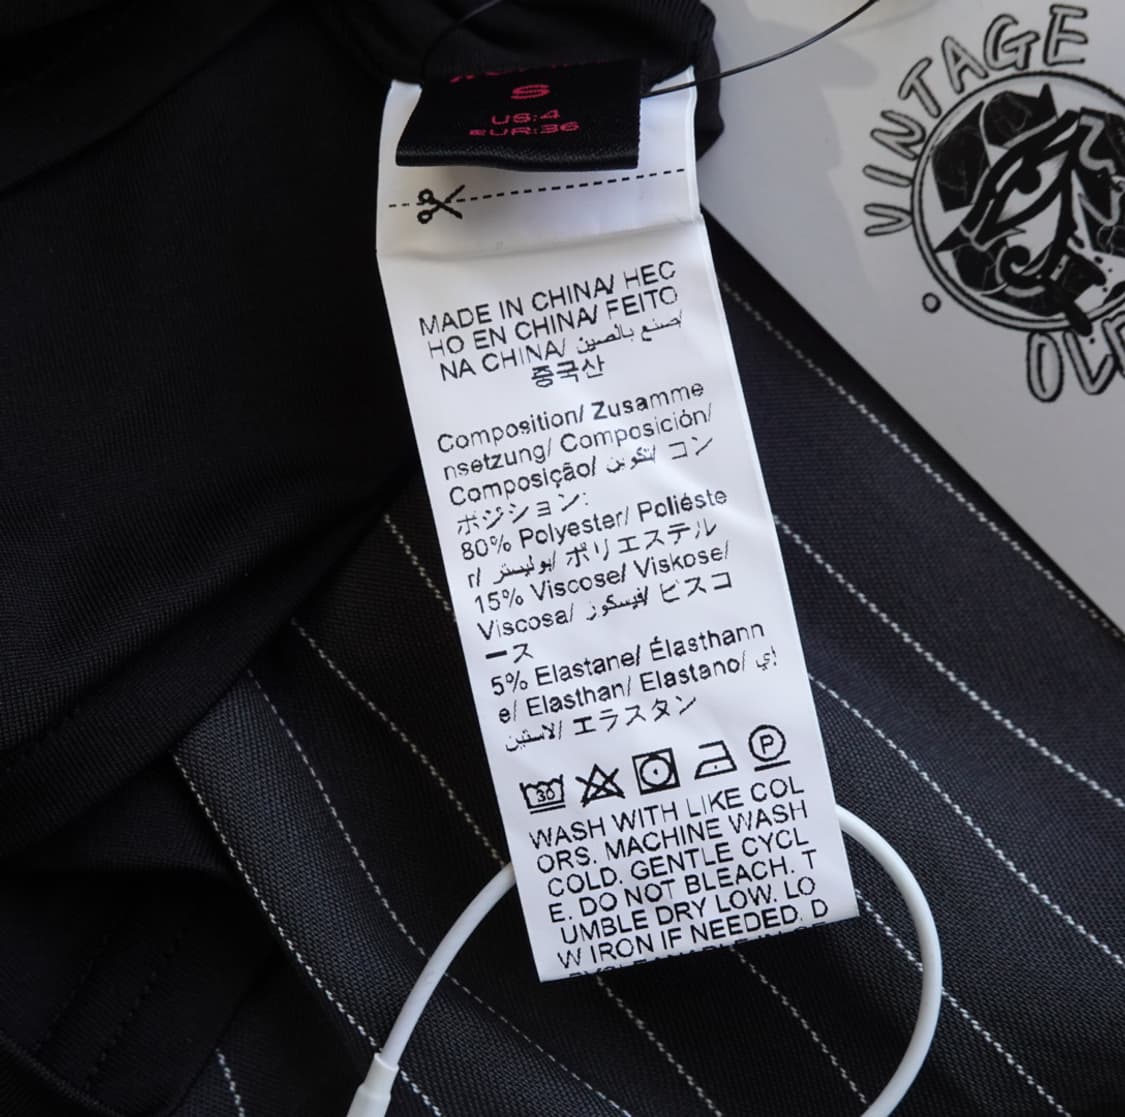 VINTAGE
OLD
S
US:4
EUR:36
MADE IN CHINA/ HEC
HO EN CHINA/ FEITO
NA CHINA/ صنع بالصين/
중국산
Composition/ Zusamme
nsetzung/ Composición/
Composição/ تكوين/ コン
ポジション:
80% Polyester/ Poliéste
r/ بوليستر/ ポリエステル
15% Viscose/ Viskose/
Viscosa/ فيسكوز/ ビスコ
ース
5% Elastane/ Élasthann
e/ Elasthan/ Elastano/ إي
لاستين/ エラスタン
30
P
WASH WITH LIKE COL
ORS. MACHINE WASH
COLD. GENTLE CYCL
E. DO NOT BLEACH. T
UMBLE DRY LOW. LO
W IRON IF NEEDED. D